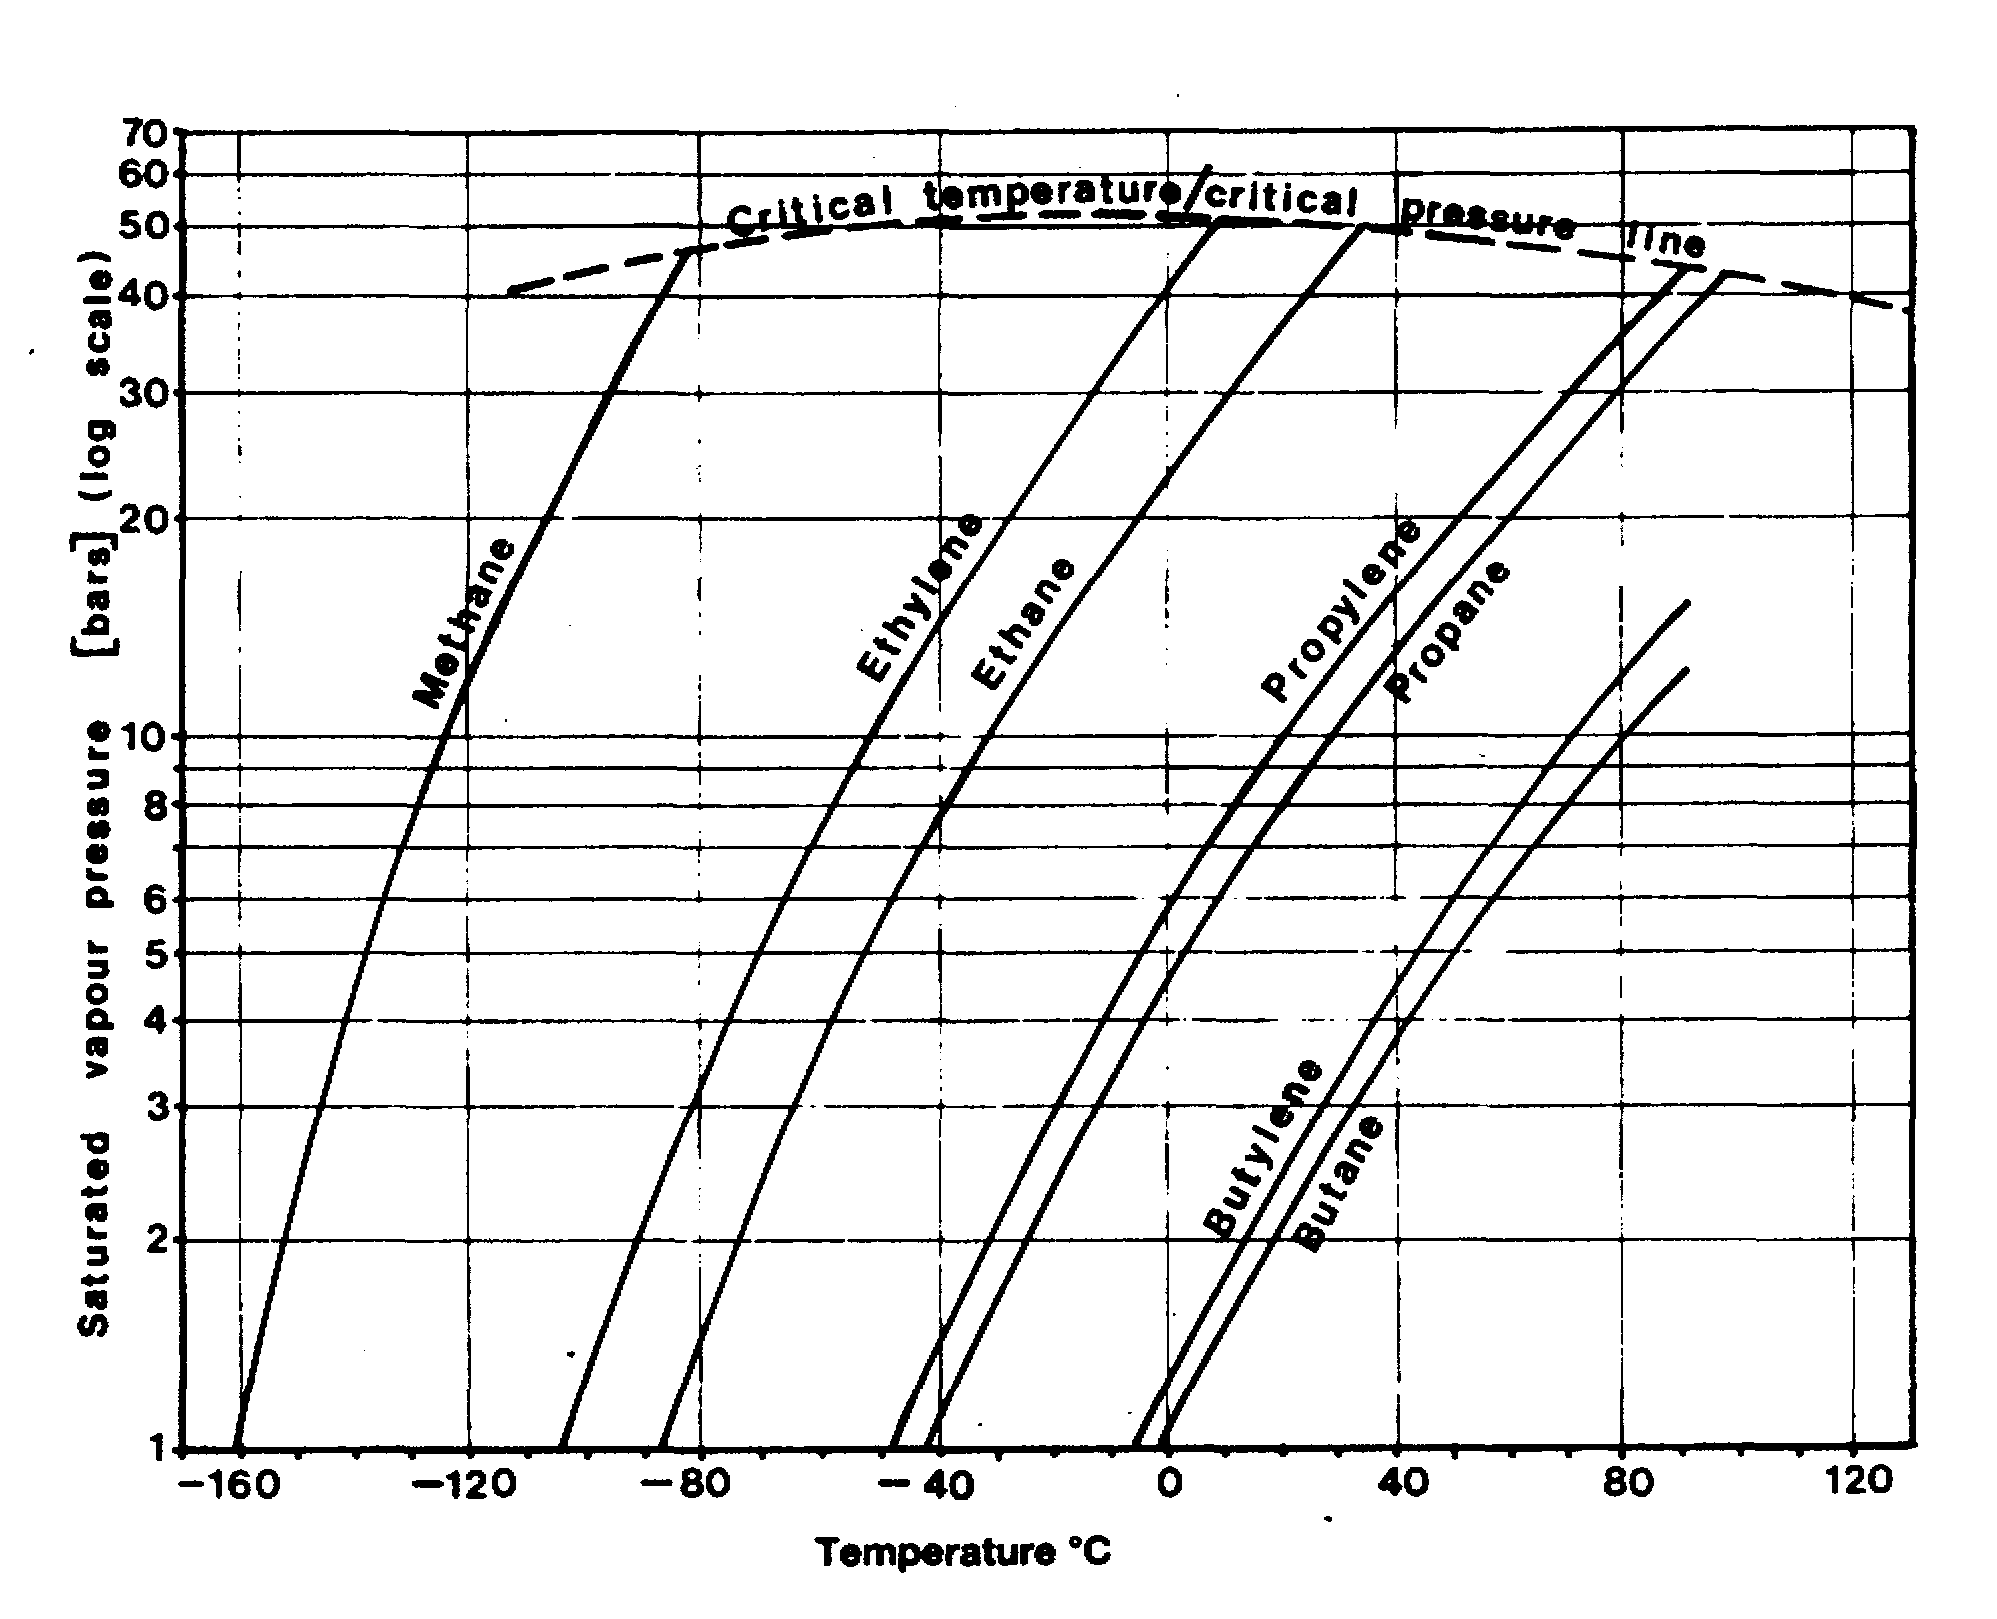 70
60
50
40
30
20
10
8
6
5
4
3
2
1
Saturated vapour pressure [bars] (log scale)
Critical temperature/critical pressure line
Methane
Ethylene
Ethane
Propylene
Propane
Butylene
Butane
-160 -120 -80 -40 0 40 80 120
Temperature °C